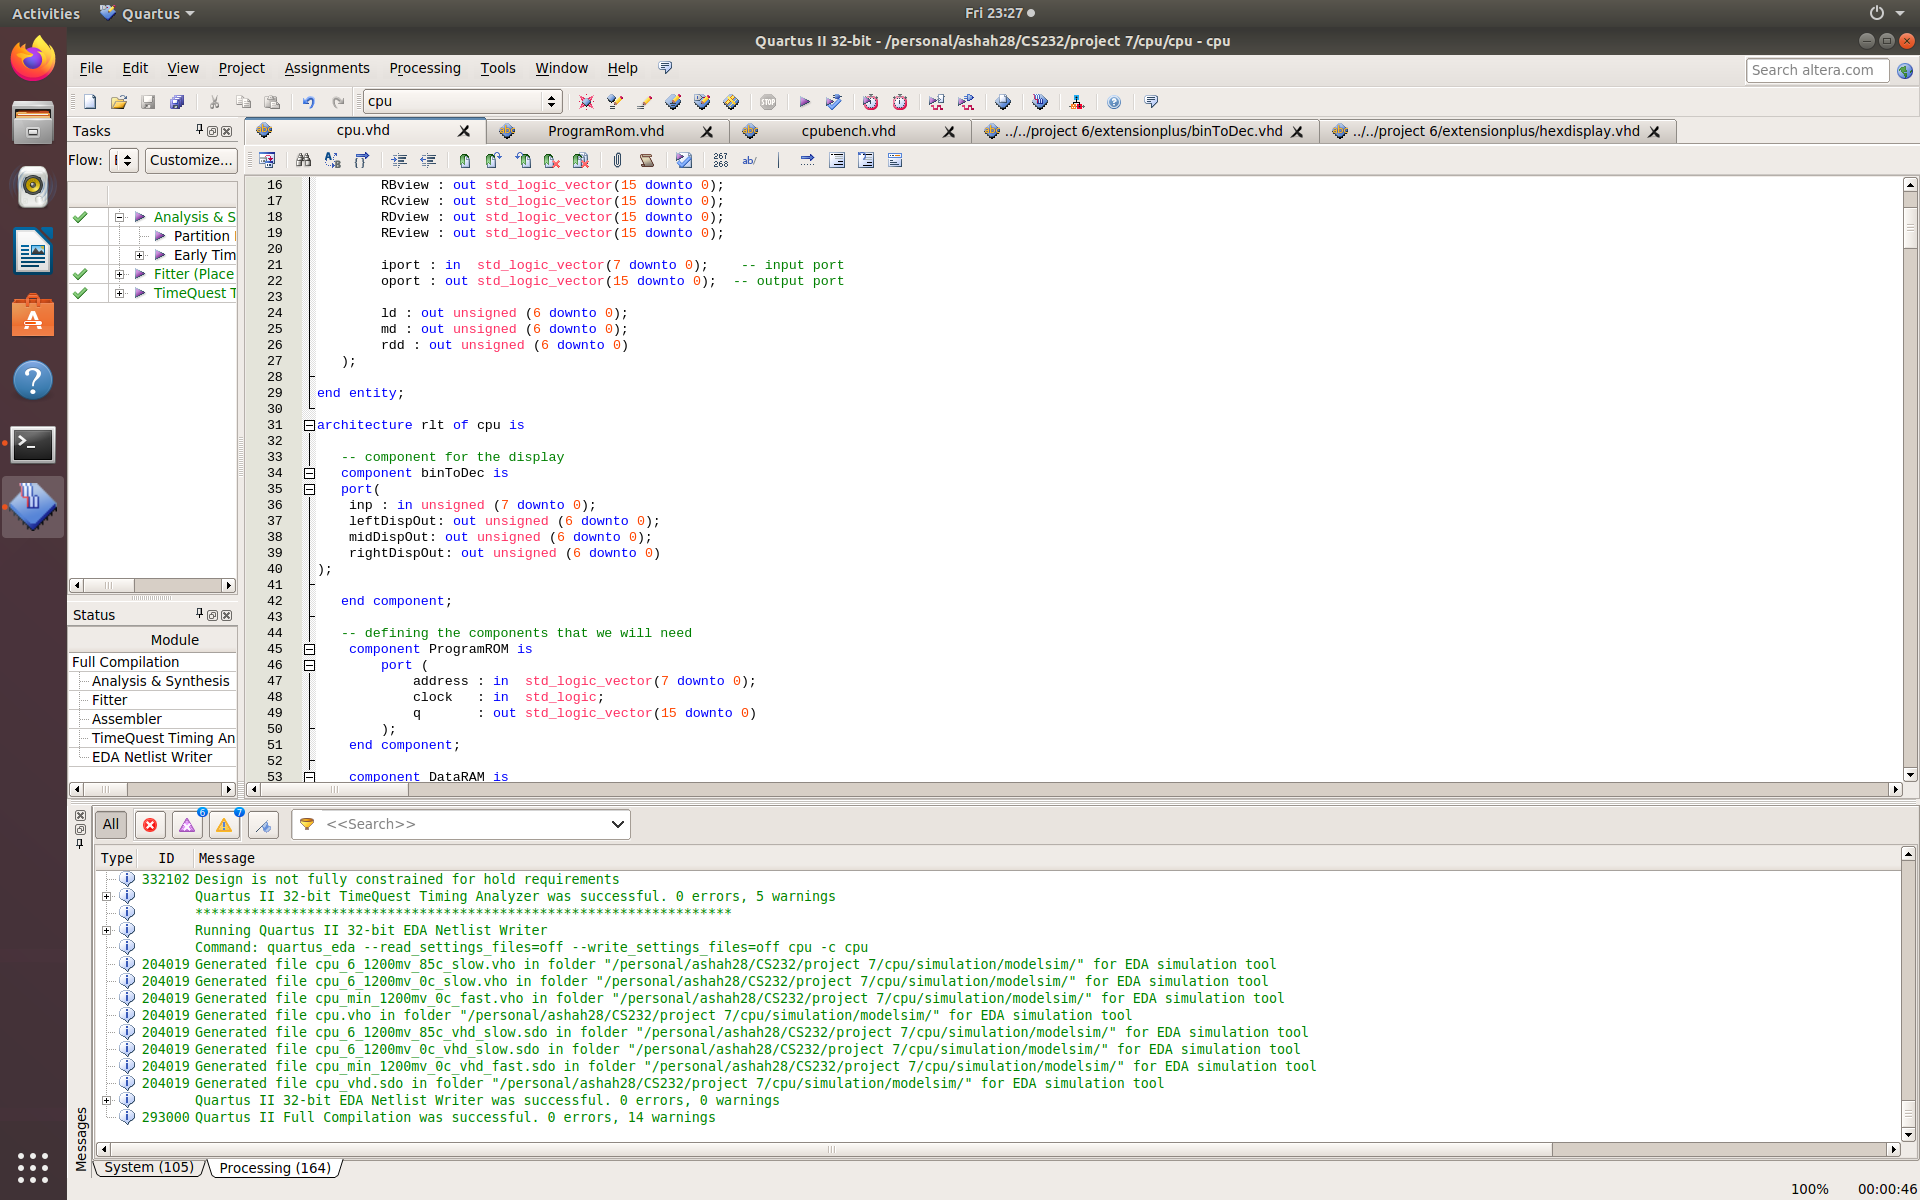 Activities Quartus Fri 23:27
Quartus II 32-bit - /personal/ashah28/CS232/project 7/cpu/cpu - cpu
File Edit View Project Assignments Processing Tools Window Help Search altera.com
cpu STOP
Tasks cpu.vhd ProgramRom.vhd cpubench.vhd ../../project 6/extensionplus/binToDec.vhd ../../project 6/extensionplus/hexdisplay.vhd
Flow: Customize... 267 268 ab/
Analysis & S
Partition
Early Tim
Fitter (Place
TimeQuest T
16 RBview : out std_logic_vector(15 downto 0);
17 RCview : out std_logic_vector(15 downto 0);
18 RDview : out std_logic_vector(15 downto 0);
19 REview : out std_logic_vector(15 downto 0);
20
21 iport : in  std_logic_vector(7 downto 0);    -- input port
22 oport : out std_logic_vector(15 downto 0);  -- output port
23
24 ld : out unsigned (6 downto 0);
25 md : out unsigned (6 downto 0);
26 rdd : out unsigned (6 downto 0)
27 );
28
29 end entity;
30
31 architecture rlt of cpu is
32
33 -- component for the display
34 component binToDec is
35 port(
36 inp : in unsigned (7 downto 0);
37 leftDispOut: out unsigned (6 downto 0);
38 midDispOut: out unsigned (6 downto 0);
39 rightDispOut: out unsigned (6 downto 0)
40 );
41
42 end component;
43
44 -- defining the components that we will need
45 component ProgramROM is
46 port (
47 address : in  std_logic_vector(7 downto 0);
48 clock   : in  std_logic;
49 q       : out std_logic_vector(15 downto 0)
50 );
51 end component;
52
53 component DataRAM is
Status
Module
Full Compilation
Analysis & Synthesis
Fitter
Assembler
TimeQuest Timing An
EDA Netlist Writer
All 6 7 <<Search>>
Type ID Message
332102 Design is not fully constrained for hold requirements
Quartus II 32-bit TimeQuest Timing Analyzer was successful. 0 errors, 5 warnings
*******************************************************************
Running Quartus II 32-bit EDA Netlist Writer
Command: quartus_eda --read_settings_files=off --write_settings_files=off cpu -c cpu
204019 Generated file cpu_6_1200mv_85c_slow.vho in folder "/personal/ashah28/CS232/project 7/cpu/simulation/modelsim/" for EDA simulation tool
204019 Generated file cpu_6_1200mv_0c_slow.vho in folder "/personal/ashah28/CS232/project 7/cpu/simulation/modelsim/" for EDA simulation tool
204019 Generated file cpu_min_1200mv_0c_fast.vho in folder "/personal/ashah28/CS232/project 7/cpu/simulation/modelsim/" for EDA simulation tool
204019 Generated file cpu.vho in folder "/personal/ashah28/CS232/project 7/cpu/simulation/modelsim/" for EDA simulation tool
204019 Generated file cpu_6_1200mv_85c_vhd_slow.sdo in folder "/personal/ashah28/CS232/project 7/cpu/simulation/modelsim/" for EDA simulation tool
204019 Generated file cpu_6_1200mv_0c_vhd_slow.sdo in folder "/personal/ashah28/CS232/project 7/cpu/simulation/modelsim/" for EDA simulation tool
204019 Generated file cpu_min_1200mv_0c_vhd_fast.sdo in folder "/personal/ashah28/CS232/project 7/cpu/simulation/modelsim/" for EDA simulation tool
204019 Generated file cpu_vhd.sdo in folder "/personal/ashah28/CS232/project 7/cpu/simulation/modelsim/" for EDA simulation tool
Quartus II 32-bit EDA Netlist Writer was successful. 0 errors, 0 warnings
293000 Quartus II Full Compilation was successful. 0 errors, 14 warnings
Messages
System (105) Processing (164)
100% 00:00:46